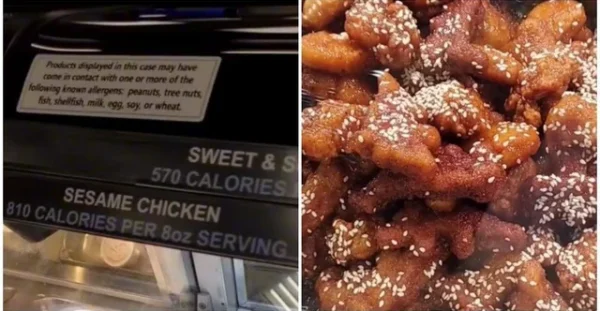 Products displayed in this case may have
come in contact with one or more of the
following known allergens: peanuts, tree nuts,
fish, shellfish, milk, egg, soy, or wheat.
SWEET & S
570 CALORIES
SESAME CHICKEN
810 CALORIES PER 8oz SERVING